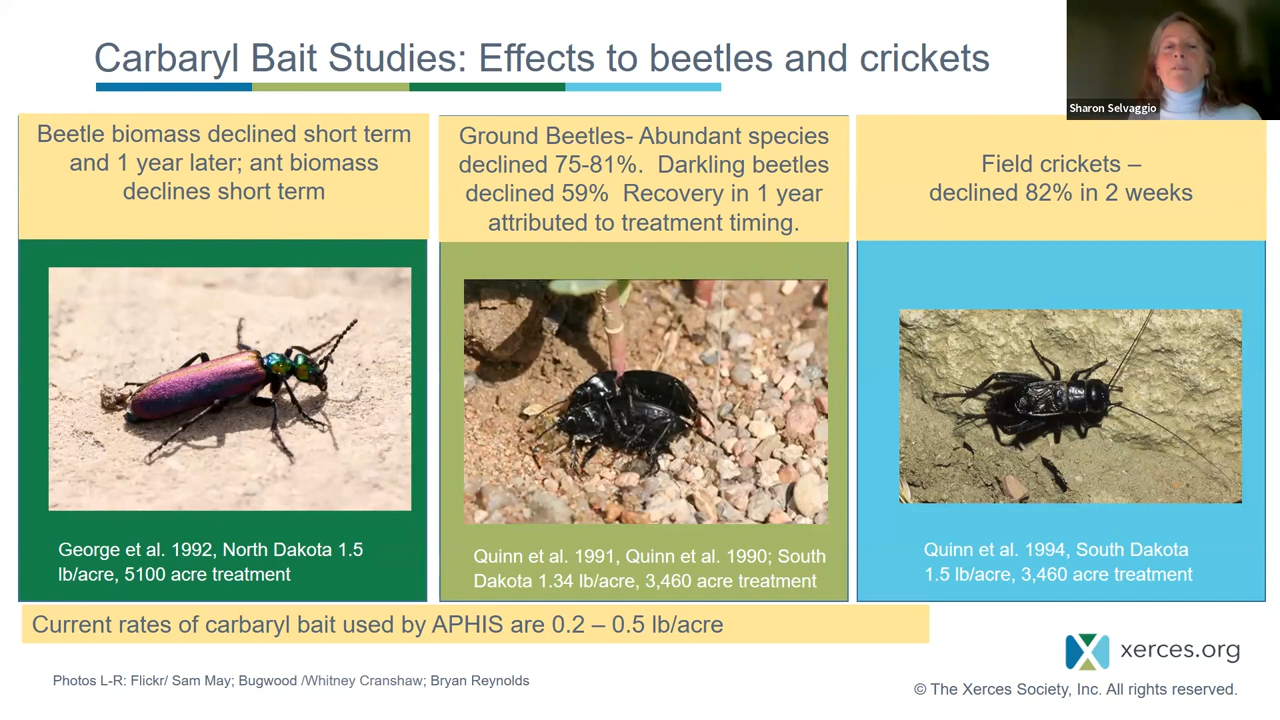 Carbaryl Bait Studies: Effects to beetles and crickets
Sharon Selvaggio
Beetle biomass declined short term
and 1 year later; ant biomass
declines short term
George et al. 1992, North Dakota 1.5
lb/acre, 5100 acre treatment
Ground Beetles- Abundant species
declined 75-81%. Darkling beetles
declined 59% Recovery in 1 year
attributed to treatment timing.
Quinn et al. 1991, Quinn et al. 1990; South
Dakota 1.34 lb/acre, 3,460 acre treatment
Field crickets –
declined 82% in 2 weeks
Quinn et al. 1994, South Dakota
1.5 lb/acre, 3,460 acre treatment
Current rates of carbaryl bait used by APHIS are 0.2 – 0.5 lb/acre
Photos L-R: Flickr/ Sam May; Bugwood /Whitney Cranshaw; Bryan Reynolds
xerces.org
© The Xerces Society, Inc. All rights reserved.